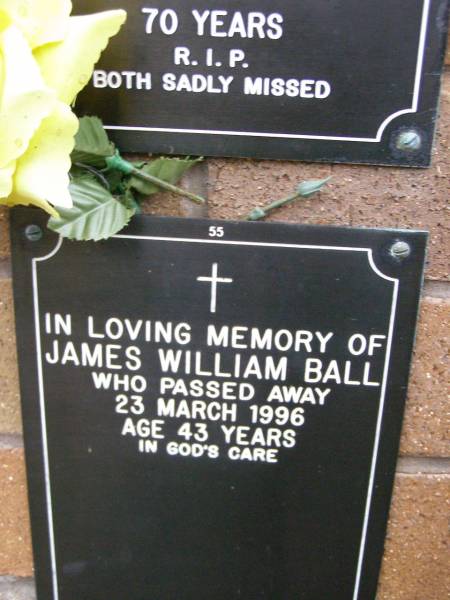 70 YEARS
R. I. P.
BOTH SADLY MISSED
55
IN LOVING MEMORY OF
JAMES WILLIAM BALL
WHO PASSED AWAY
23 MARCH 1996
AGE 43 YEARS
IN GOD'S CARE